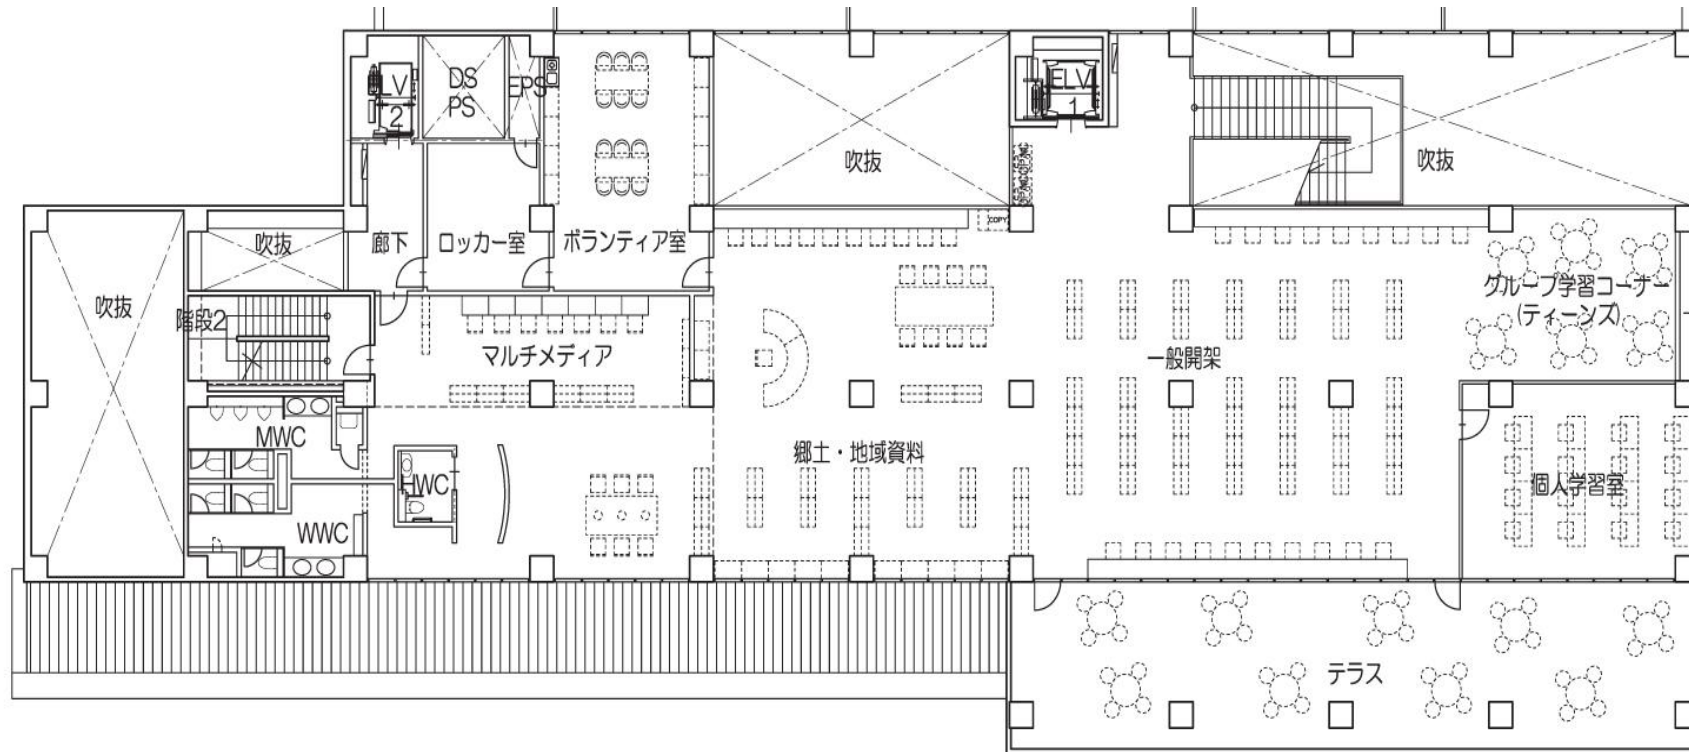 LV
2
DS
PS
EPS
ELV
1
吹抜
吹抜
COPY
廊下
ロッカー室
ボランティア室
吹抜
吹抜
階段2
マルチメディア
一般開架
グループ学習コーナー
(ティーンズ)
MWC
HWC
WWC
郷土・地域資料
個人学習室
テラス